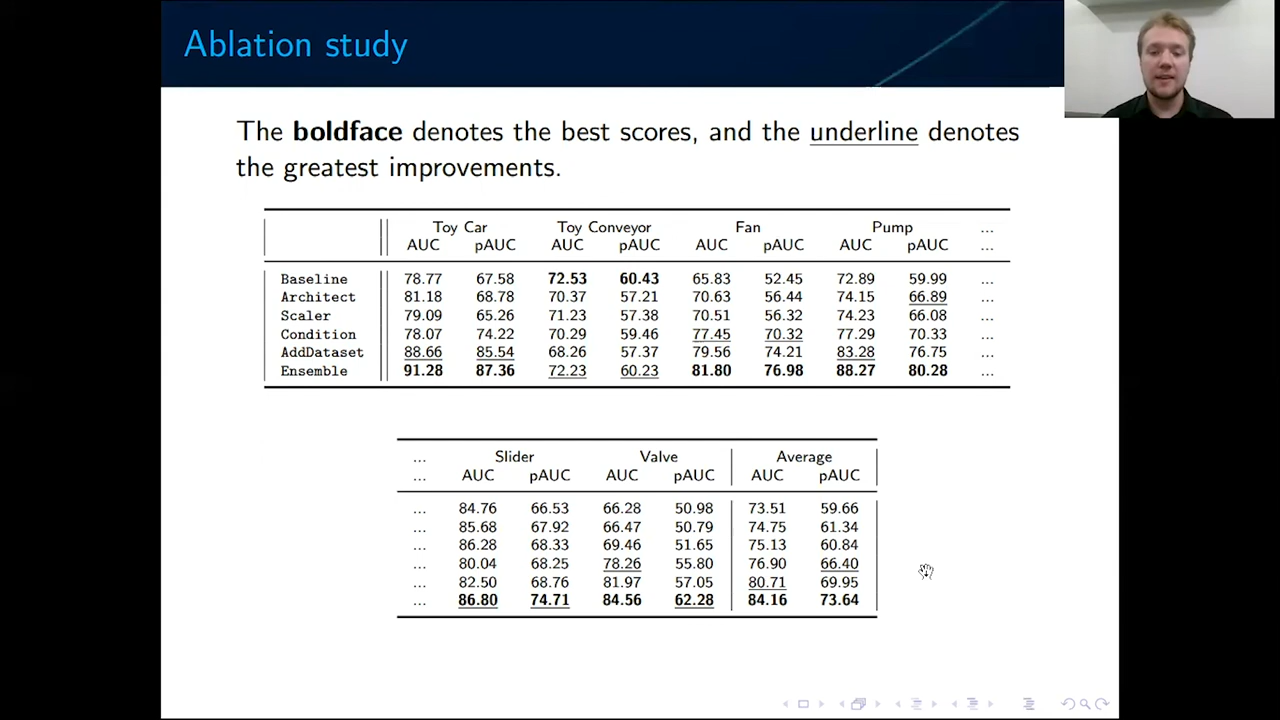 Ablation study
The boldface denotes the best scores, and the underline denotes
the greatest improvements.
Toy Car Toy Conveyor Fan Pump ...
AUC pAUC AUC pAUC AUC pAUC AUC pAUC ...
Baseline 78.77 67.58 72.53 60.43 65.83 52.45 72.89 59.99 ...
Architect 81.18 68.78 70.37 57.21 70.63 56.44 74.15 66.89 ...
Scaler 79.09 65.26 71.23 57.38 70.51 56.32 74.23 66.08 ...
Condition 78.07 74.22 70.29 59.46 77.45 70.32 77.29 70.33 ...
AddDataset 88.66 85.54 68.26 57.37 79.56 74.21 83.28 76.75 ...
Ensemble 91.28 87.36 72.23 60.23 81.80 76.98 88.27 80.28 ...
... Slider Valve Average
... AUC pAUC AUC pAUC AUC pAUC
... 84.76 66.53 66.28 50.98 73.51 59.66
... 85.68 67.92 66.47 50.79 74.75 61.34
... 86.28 68.33 69.46 51.65 75.13 60.84
... 80.04 68.25 78.26 55.80 76.90 66.40
... 82.50 68.76 81.97 57.05 80.71 69.95
... 86.80 74.71 84.56 62.28 84.16 73.64